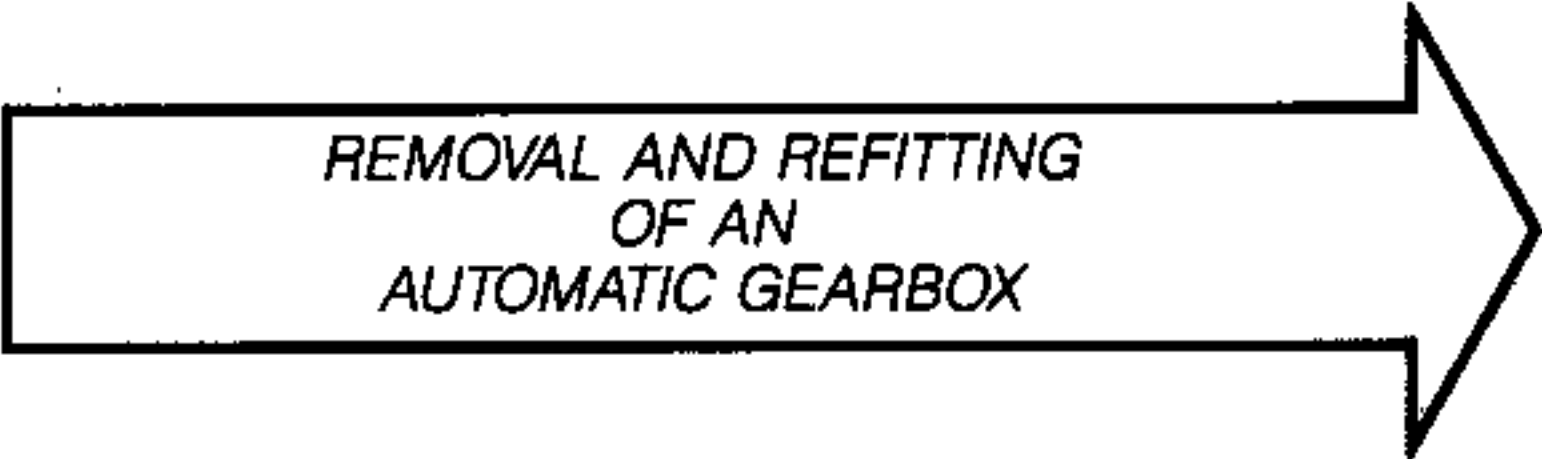 REMOVAL AND REFITTING
OF AN
AUTOMATIC GEARBOX